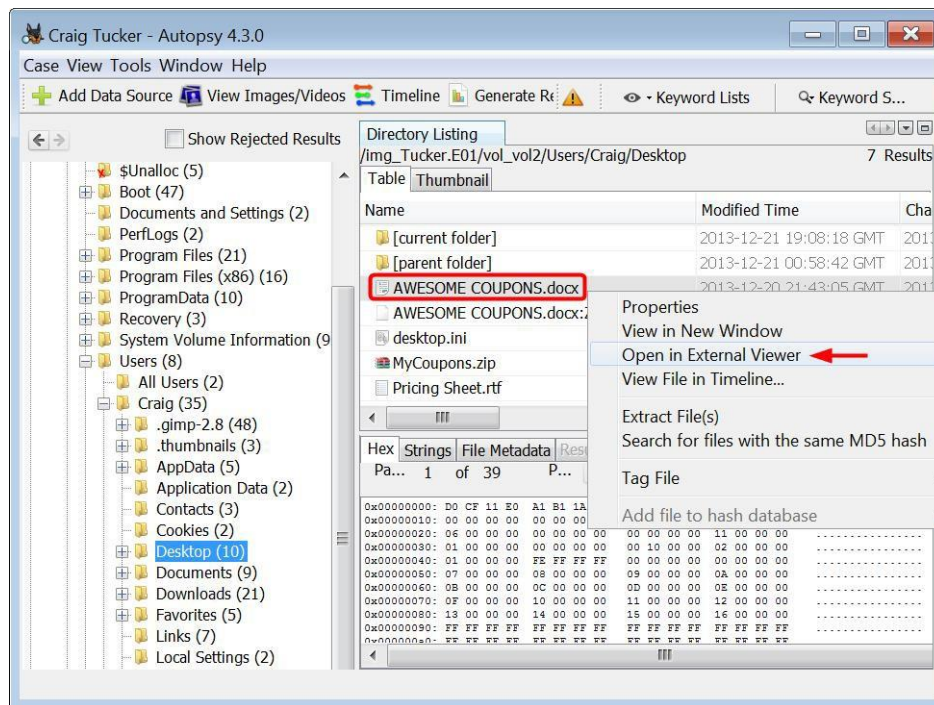 Craig Tucker - Autopsy 4.3.0
Case View Tools Window Help
Add Data Source View Images/Videos Timeline Generate Re Keyword Lists Keyword S...
Show Rejected Results
$Unalloc (5)
Boot (47)
Documents and Settings (2)
PerfLogs (2)
Program Files (21)
Program Files (x86) (16)
ProgramData (10)
Recovery (3)
System Volume Information (9
Users (8)
All Users (2)
Craig (35)
.gimp-2.8 (48)
.thumbnails (3)
AppData (5)
Application Data (2)
Contacts (3)
Cookies (2)
Desktop (10)
Documents (9)
Downloads (21)
Favorites (5)
Links (7)
Local Settings (2)
Directory Listing
/img_Tucker.E01/vol_vol2/Users/Craig/Desktop 7 Results
Table Thumbnail
Name Modified Time Cha
[current folder] 2013-12-21 19:08:18 GMT 201
[parent folder] 2013-12-21 00:58:42 GMT 201
AWESOME COUPONS.docx 2013-12-20 21:43:05 GMT 201
AWESOME COUPONS.docx:
desktop.ini
MyCoupons.zip
Pricing Sheet.rtf
Properties
View in New Window
Open in External Viewer
View File in Timeline...
Extract File(s)
Search for files with the same MD5 hash
Tag File
Add file to hash database
Hex Strings File Metadata Res
Pa... 1 of 39 P...
0x00000000: D0 CF 11 E0 A1 B1 1A
0x00000010: 00 00 00 00 00 00 00
0x00000020: 06 00 00 00 00 00 00 00 00 00 00 00 11 00 00 00 ................
0x00000030: 01 00 00 00 00 00 00 00 00 10 00 00 02 00 00 00 ................
0x00000040: 01 00 00 00 FE FF FF FF 00 00 00 00 00 00 00 00 ................
0x00000050: 07 00 00 00 08 00 00 00 09 00 00 00 0A 00 00 00 ................
0x00000060: 0B 00 00 00 0C 00 00 00 0D 00 00 00 0E 00 00 00 ................
0x00000070: 0F 00 00 00 10 00 00 00 11 00 00 00 12 00 00 00 ................
0x00000080: 13 00 00 00 14 00 00 00 15 00 00 00 16 00 00 00 ................
0x00000090: FF FF FF FF FF FF FF FF FF FF FF FF FF FF FF FF ................